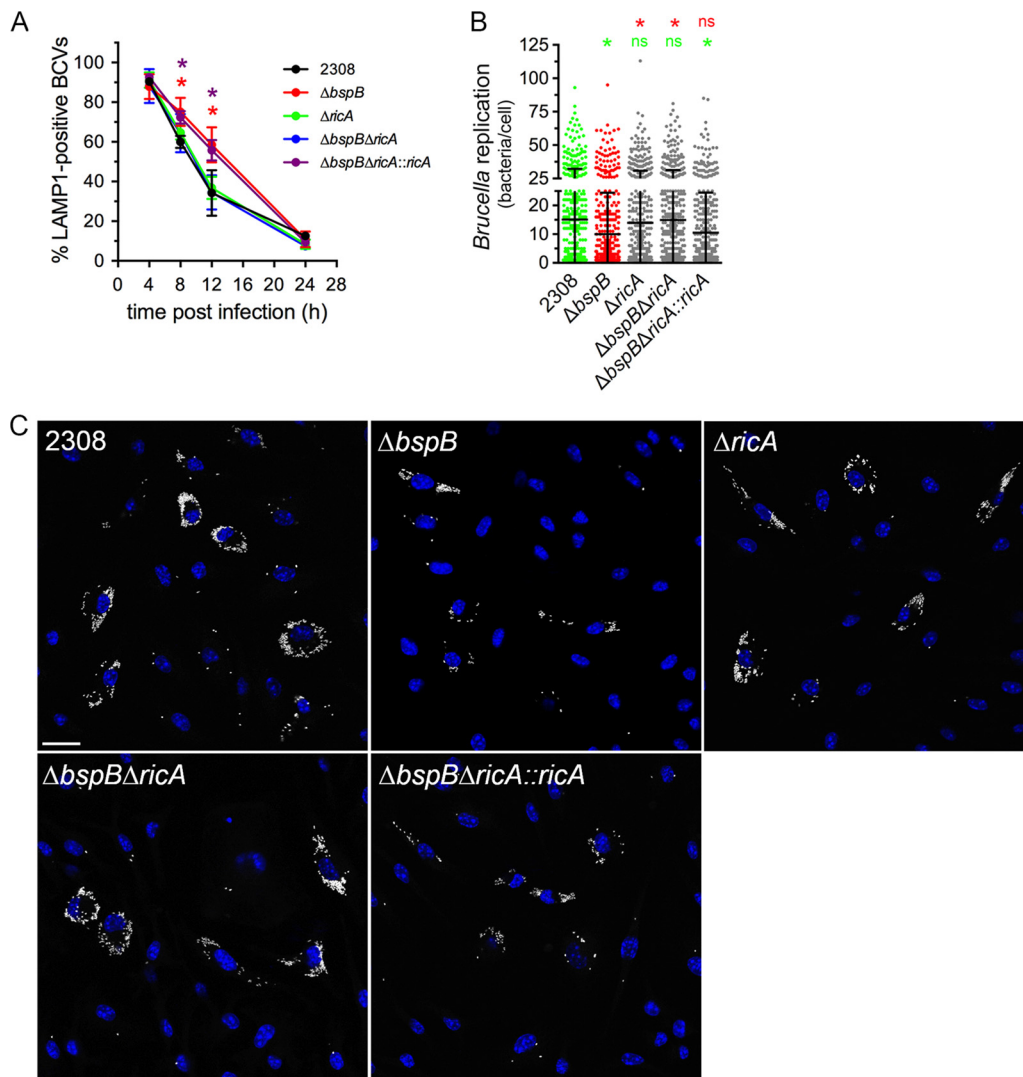 A
% LAMP1-positive BCVs
100
80
60
40
20
0
* *
* *
0 4 8 12 16 20 24 28
time post infection (h)
2308
ΔbspB
ΔricA
ΔbspBΔricA
ΔbspBΔricA::ricA
B
* * ns
* ns ns *
Brucella replication
(bacteria/cell)
125
100
75
50
25
20
10
0
2308
ΔbspB
ΔricA
ΔbspBΔricA
ΔbspBΔricA::ricA
C
2308
ΔbspB
ΔricA
ΔbspBΔricA
ΔbspBΔricA::ricA